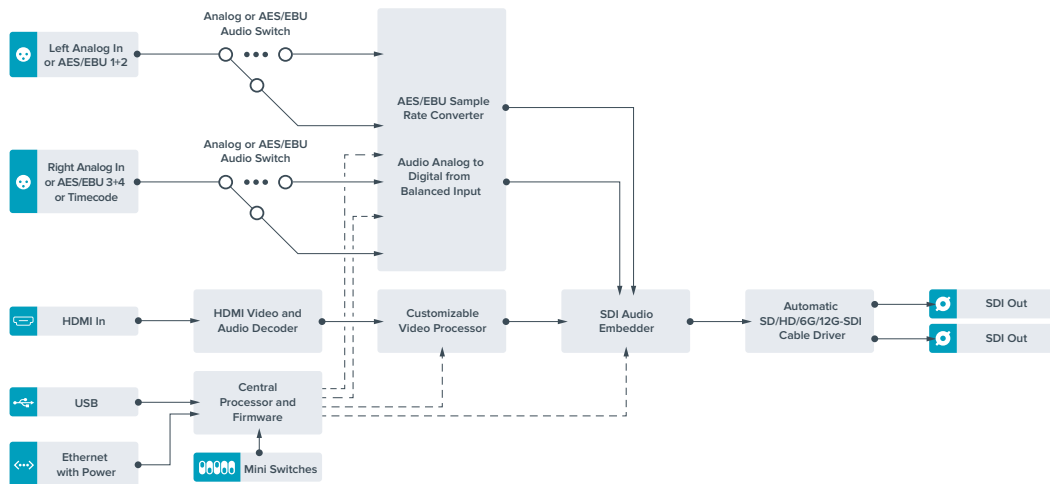 Analog or AES/EBU
Audio Switch
Left Analog In
or AES/EBU 1+2
AES/EBU Sample
Rate Converter
Analog or AES/EBU
Audio Switch
Right Analog In
or AES/EBU 3+4
or Timecode
Audio Analog to
Digital from
Balanced Input
HDMI In
HDMI Video and
Audio Decoder
Customizable
Video Processor
SDI Audio
Embedder
Automatic
SD/HD/6G/12G-SDI
Cable Driver
SDI Out
SDI Out
USB
Central
Processor and
Firmware
Ethernet
with Power
Mini Switches